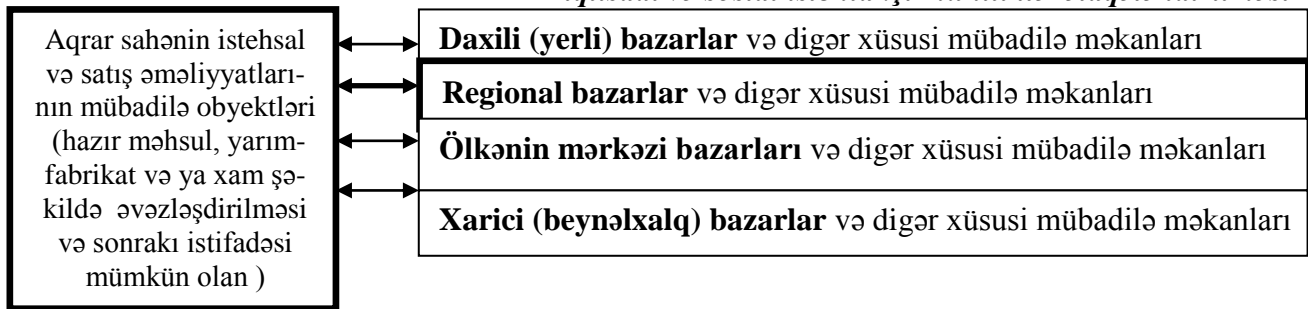 Aqrar sahənin istehsal
və satış əməliyyatları-
nın mübadilə obyektləri
(hazır məhsul, yarım-
fabrikat və ya xam şə-
kildə əvəzləşdirilməsi
və sonrakı istifadəsi
mümkün olan )
Daxili (yerli) bazarlar və digər xüsusi mübadilə məkanları
Regional bazarlar və digər xüsusi mübadilə məkanları
Ölkənin mərkəzi bazarları və digər xüsusi mübadilə məkanları
Xarici (beynəlxalq) bazarlar və digər xüsusi mübadilə məkanları